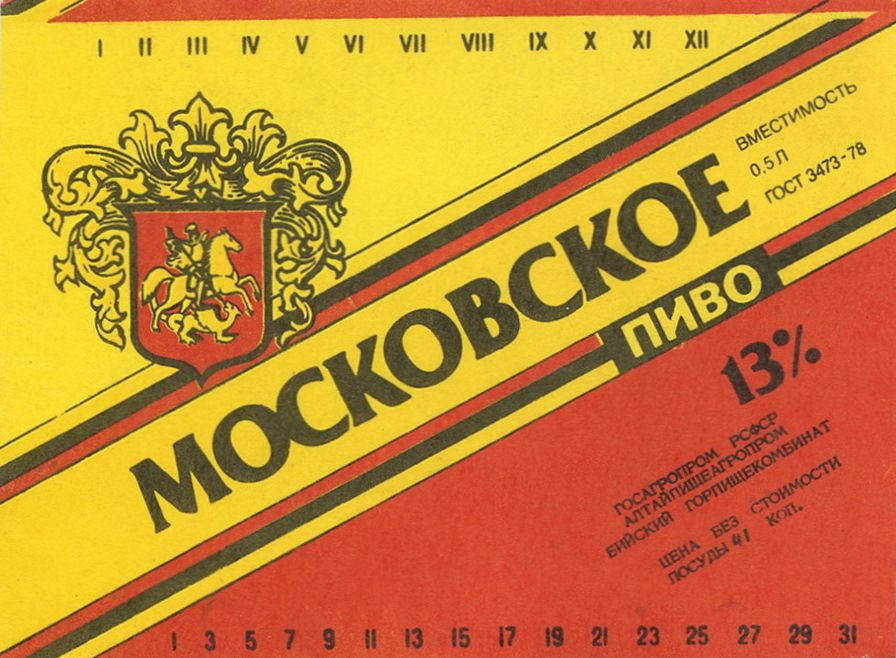 I II III IV V VI VII VIII IX X XI XII
ВМЕСТИМОСТЬ
0.5 Л
ГОСТ 3473-78
МОСКОВСКОЕ
ПИВО
13%
ГОСАГРОПРОМ РСФСР
АЛТАЙПИЩЕАГРОПРОМ
БИЙСКИЙ ГОРПИЩЕКОМБИНАТ
ЦЕНА БЕЗ СТОИМОСТИ
ПОСУДЫ 41 КОП.
1 3 5 7 9 11 13 15 17 19 21 23 25 27 29 31